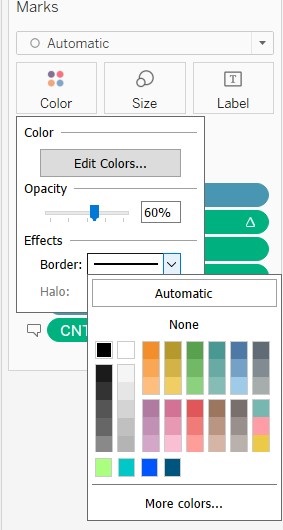 Marks
Automatic
Color
Size
Label
Color
Edit Colors...
Opacity
60%
Effects
Border:
Halo:
CNT
Automatic
None
More colors...